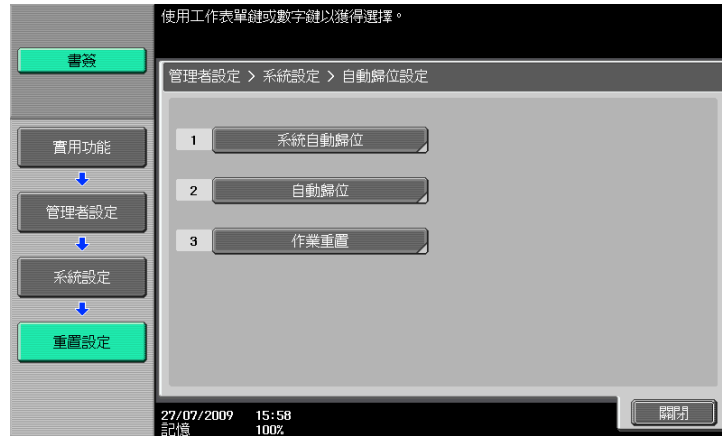 使用工作表單鍵或數字鍵以獲得選擇。
書簽
管理者設定 > 系統設定 > 自動歸位設定
實用功能
管理者設定
系統設定
重置設定
1 系統自動歸位
2 自動歸位
3 作業重置
27/07/2009 15:58
記憶 100%
關閉